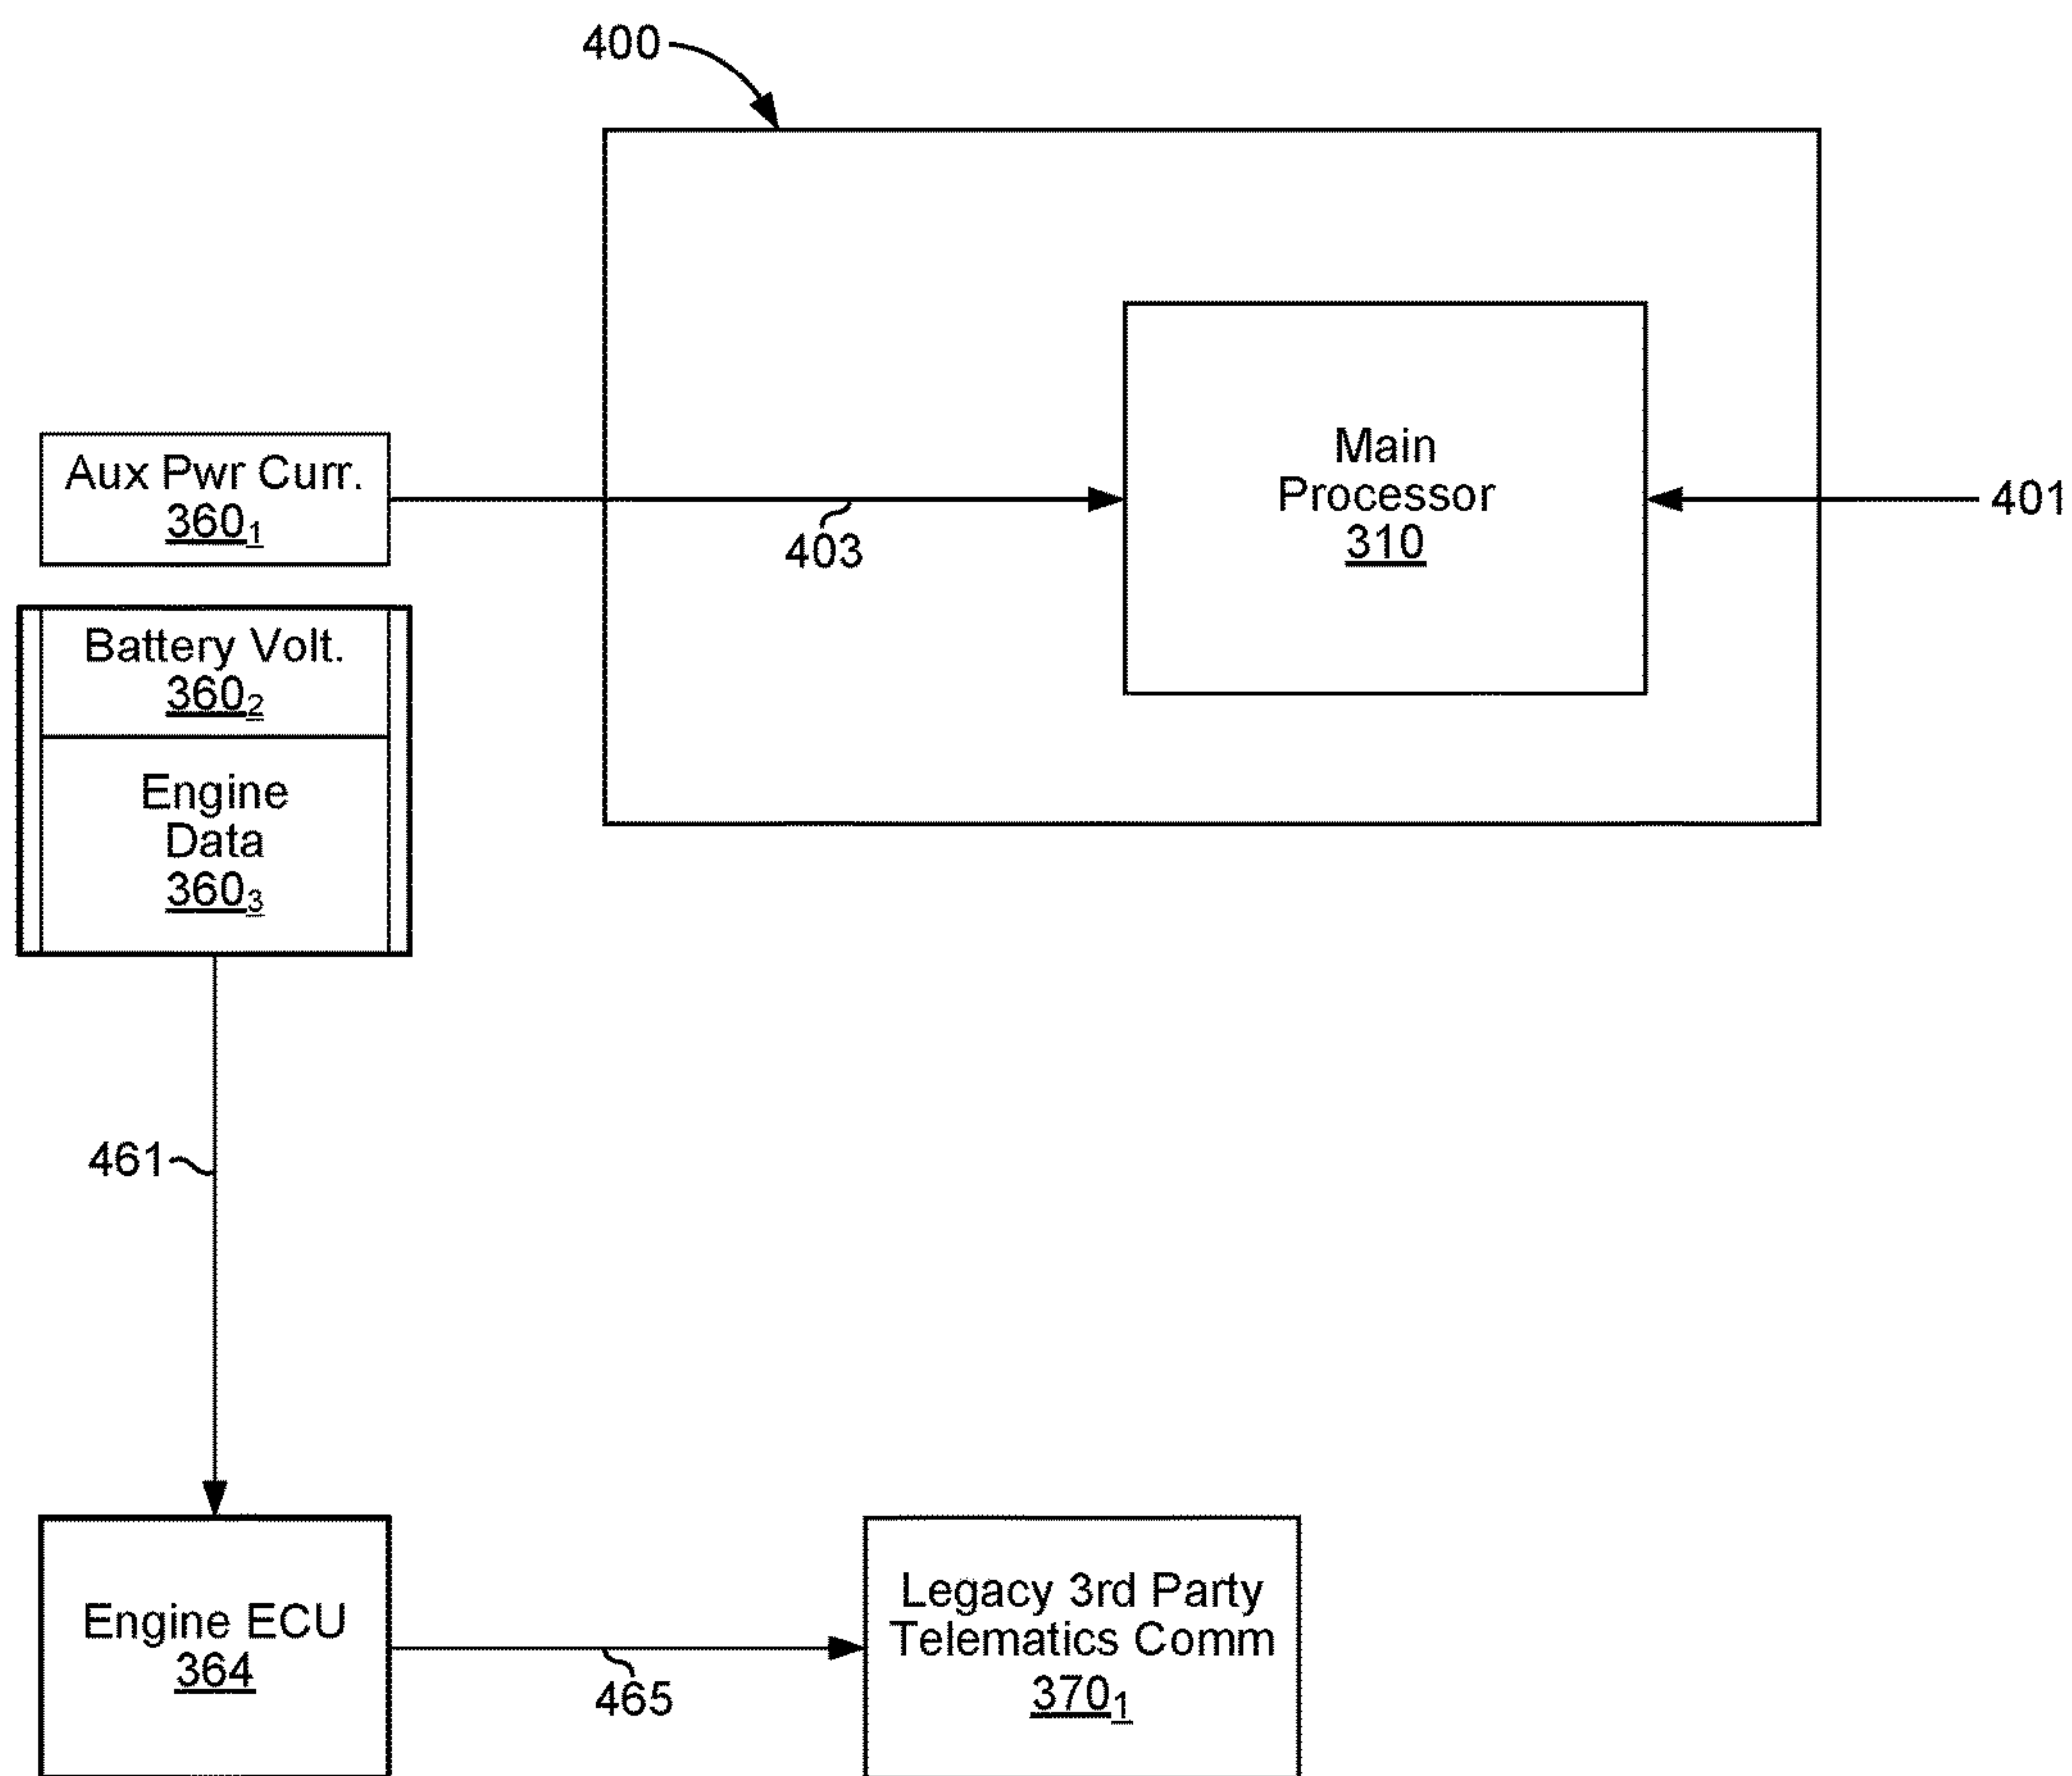 400
Aux Pwr Curr.
360₁
403
Main
Processor
310
401
Battery Volt.
360₂
Engine
Data
360₃
461
Engine ECU
364
465
Legacy 3rd Party
Telematics Comm
370₁